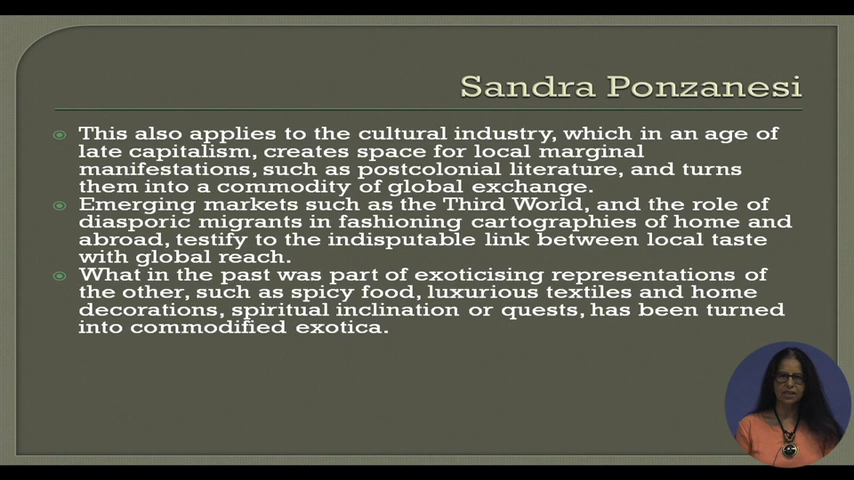 Sandra Ponzanesi
This also applies to the cultural industry, which in an age of
late capitalism, creates space for local marginal
manifestations, such as postcolonial literature, and turns
them into a commodity of global exchange.
Emerging markets such as the Third World, and the role of
diasporic migrants in fashioning cartographies of home and
abroad, testify to the indisputable link between local taste
with global reach.
What in the past was part of exoticising representations of
the other, such as spicy food, luxurious textiles and home
decorations, spiritual inclination or quests, has been turned
into commodified exotica.